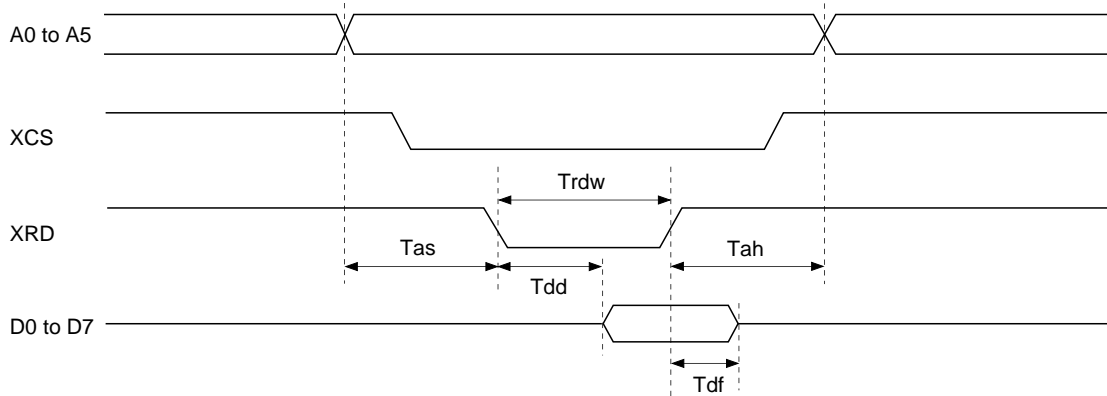 A0 to A5
XCS
Trdw
XRD
Tas
Tah
Tdd
D0 to D7
Tdf